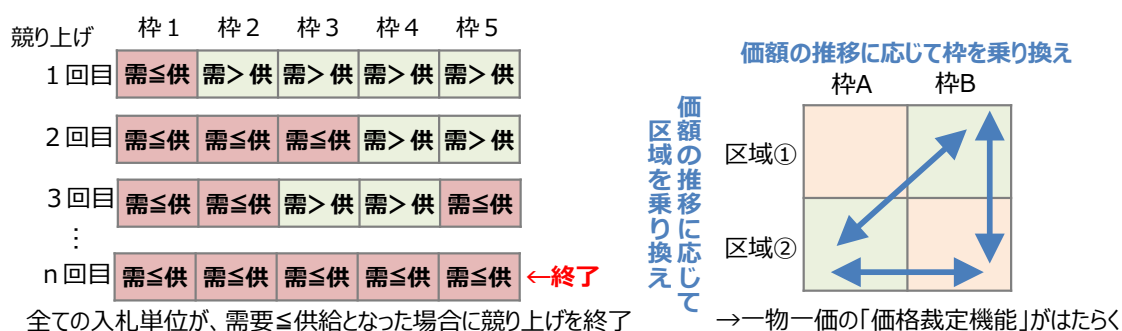 競り上げ 枠1 枠2 枠3 枠4 枠5
1回目 需≦供 需>供 需>供 需>供 需>供
2回目 需≦供 需≦供 需≦供 需>供 需>供
3回目 需≦供 需≦供 需>供 需>供 需≦供
⋮
n回目 需≦供 需≦供 需≦供 需≦供 需≦供 ←終了
全ての入札単位が、需要≦供給となった場合に競り上げを終了
価額の推移に応じて枠を乗り換え
枠A 枠B
価額の推移に応じて
区域を乗り換え
区域①
区域②
→一物一価の「価格裁定機能」がはたらく